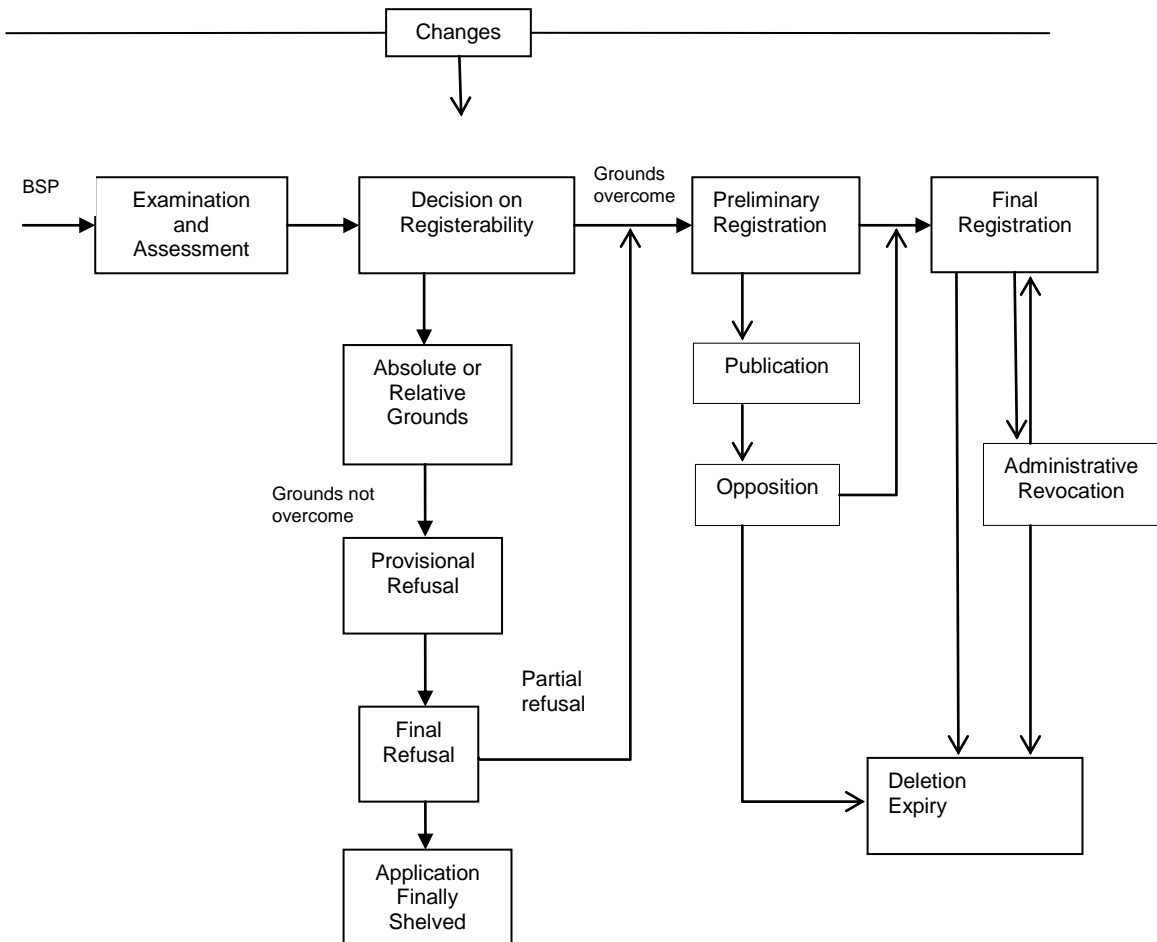 Changes
BSP
Examination
and
Assessment
Decision on
Registerability
Grounds
overcome
Preliminary
Registration
Final
Registration
Absolute or
Relative
Grounds
Publication
Grounds not
overcome
Opposition
Administrative
Revocation
Provisional
Refusal
Partial
refusal
Final
Refusal
Deletion
Expiry
Application
Finally
Shelved